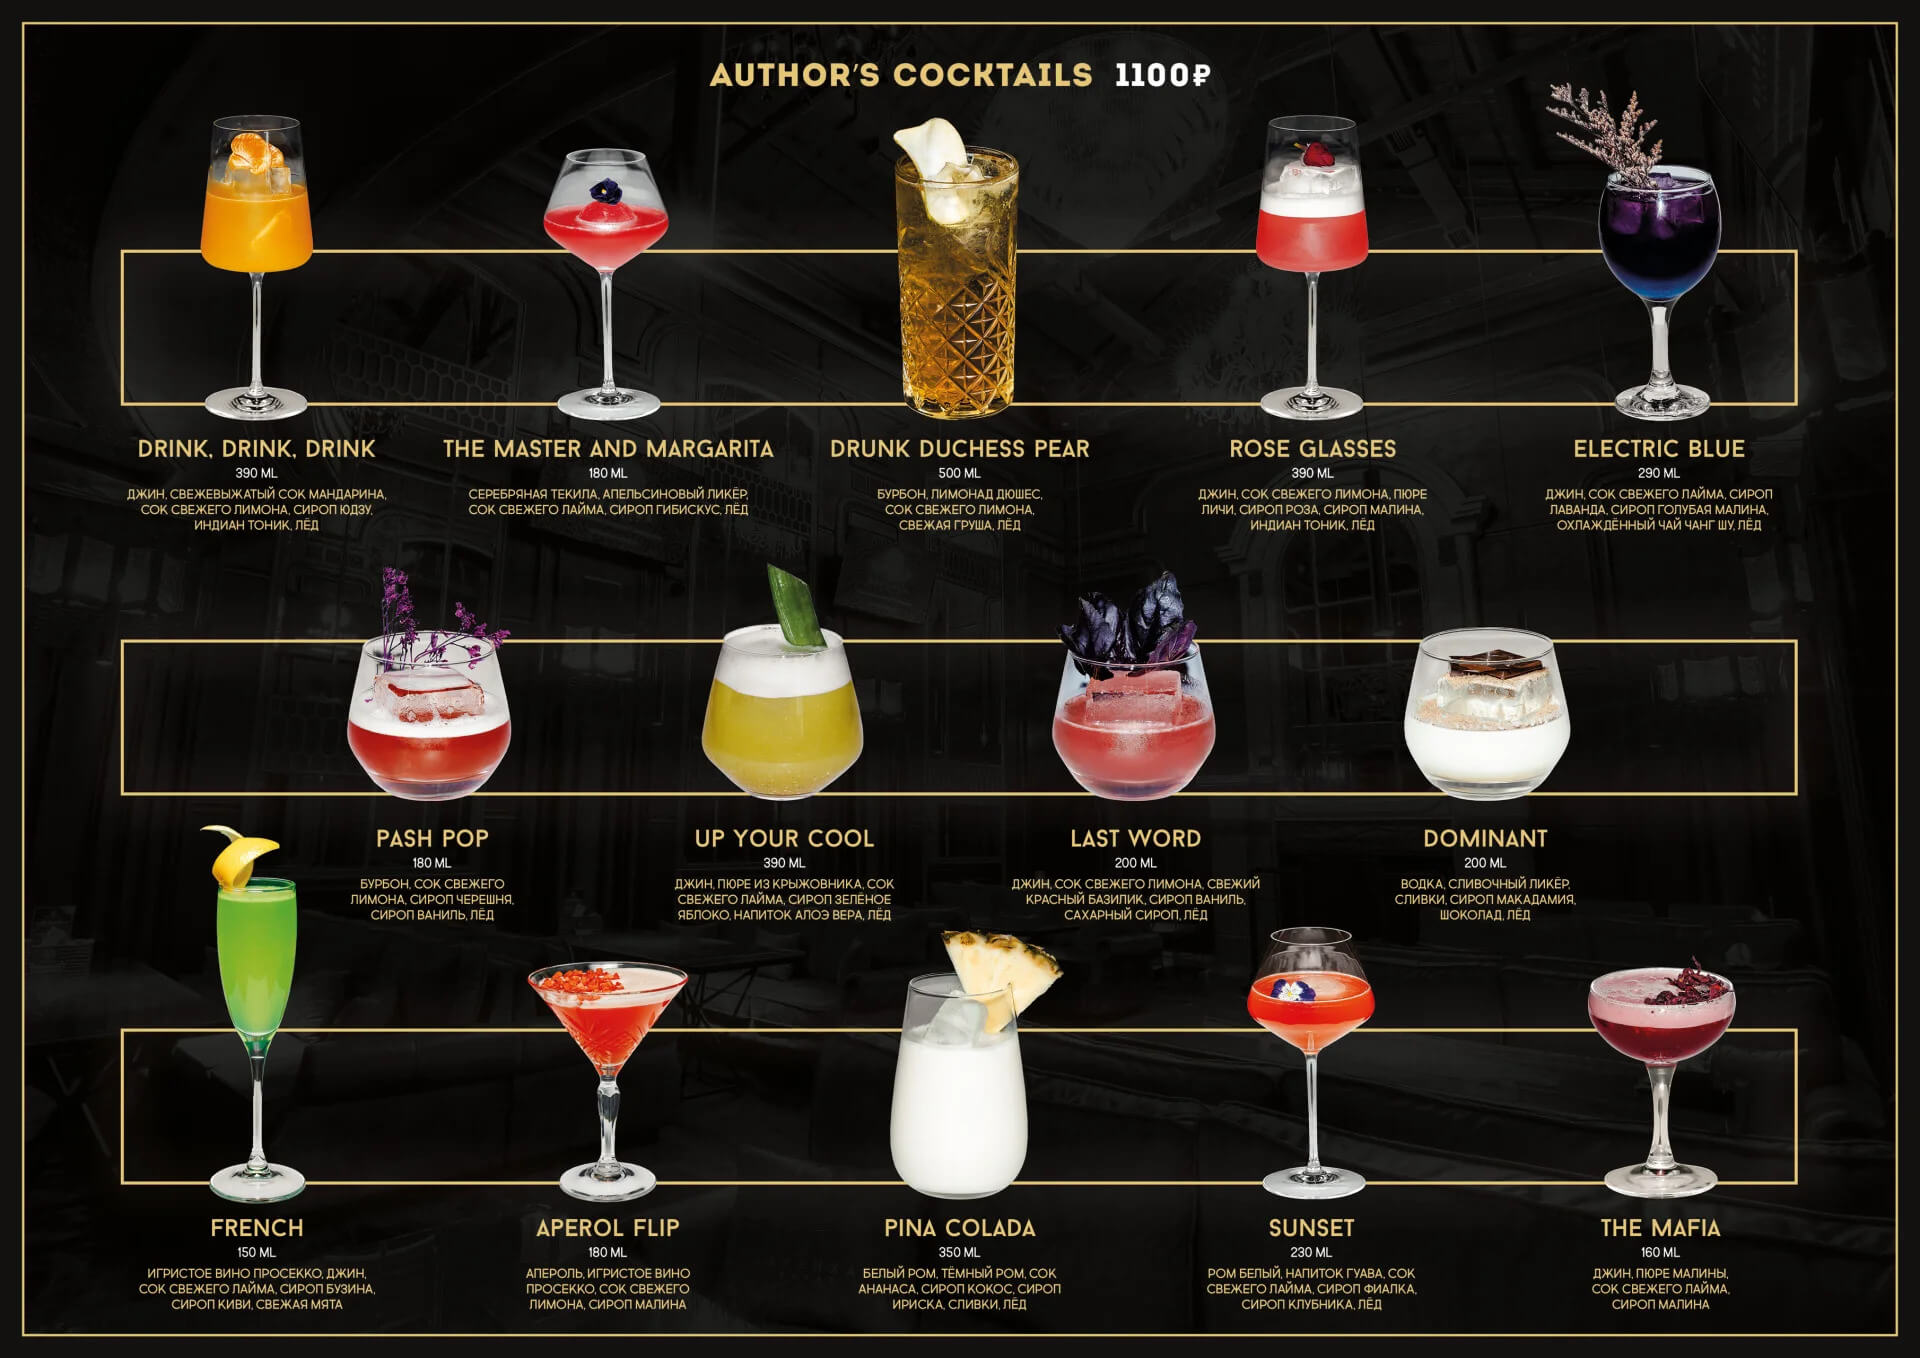 AUTHOR'S COCKTAILS 1100₽
DRINK, DRINK, DRINK
390 ML
ДЖИН, СВЕЖЕВЫЖАТЫЙ СОК МАНДАРИНА,
СОК СВЕЖЕГО ЛИМОНА, СИРОП ЮДЗУ,
ИНДИАН ТОНИК, ЛЁД
THE MASTER AND MARGARITA
180 ML
СЕРЕБРЯНАЯ ТЕКИЛА, АПЕЛЬСИНОВЫЙ ЛИКЁР,
СОК СВЕЖЕГО ЛАЙМА, СИРОП ГИБИСКУС, ЛЁД
DRUNK DUCHESS PEAR
500 ML
БУРБОН, ЛИМОНАД ДЮШЕС,
СОК СВЕЖЕГО ЛИМОНА,
СВЕЖАЯ ГРУША, ЛЁД
ROSE GLASSES
390 ML
ДЖИН, СОК СВЕЖЕГО ЛИМОНА, ПЮРЕ
ЛИЧИ, СИРОП РОЗА, СИРОП МАЛИНА,
ИНДИАН ТОНИК, ЛЁД
ELECTRIC BLUE
290 ML
ДЖИН, СОК СВЕЖЕГО ЛАЙМА, СИРОП
ЛАВАНДА, СИРОП ГОЛУБАЯ МАЛИНА,
ОХЛАЖДЁННЫЙ ЧАЙ ЧАНГ ШУ, ЛЁД
PASH POP
180 ML
БУРБОН, СОК СВЕЖЕГО
ЛИМОНА, СИРОП ЧЕРЕШНЯ,
СИРОП ВАНИЛЬ, ЛЁД
UP YOUR COOL
390 ML
ДЖИН, ПЮРЕ ИЗ КРЫЖОВНИКА, СОК
СВЕЖЕГО ЛАЙМА, СИРОП ЗЕЛЁНОЕ
ЯБЛОКО, НАПИТОК АЛОЭ ВЕРА, ЛЁД
LAST WORD
200 ML
ДЖИН, СОК СВЕЖЕГО ЛИМОНА, СВЕЖИЙ
КРАСНЫЙ БАЗИЛИК, СИРОП ВАНИЛЬ,
САХАРНЫЙ СИРОП, ЛЁД
DOMINANT
200 ML
ВОДКА, СЛИВОЧНЫЙ ЛИКЁР,
СЛИВКИ, СИРОП МАКАДАМИЯ,
ШОКОЛАД, ЛЁД
FRENCH
150 ML
ИГРИСТОЕ ВИНО ПРОСЕККО, ДЖИН,
СОК СВЕЖЕГО ЛАЙМА, СИРОП БУЗИНА,
СИРОП КИВИ, СВЕЖАЯ МЯТА
APEROL FLIP
180 ML
АПЕРОЛЬ, ИГРИСТОЕ ВИНО
ПРОСЕККО, СОК СВЕЖЕГО
ЛИМОНА, СИРОП МАЛИНА
PINA COLADA
350 ML
БЕЛЫЙ РОМ, ТЁМНЫЙ РОМ, СОК
АНАНАСА, СИРОП КОКОС, СИРОП
ИРИСКА, СЛИВКИ, ЛЁД
SUNSET
230 ML
РОМ БЕЛЫЙ, НАПИТОК ГУАВА, СОК
СВЕЖЕГО ЛАЙМА, СИРОП ФИАЛКА,
СИРОП КЛУБНИКА, ЛЁД
THE MAFIA
160 ML
ДЖИН, ПЮРЕ МАЛИНЫ,
СОК СВЕЖЕГО ЛАЙМА,
СИРОП МАЛИНА